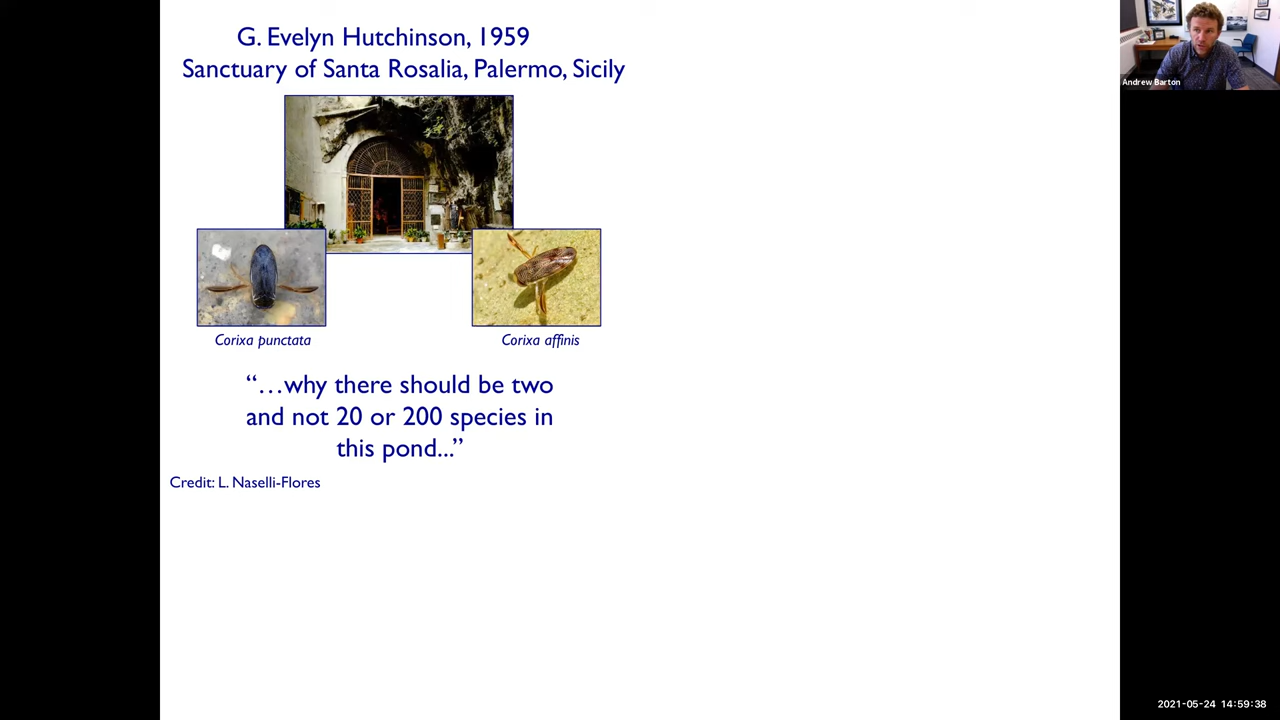 G. Evelyn Hutchinson, 1959
Sanctuary of Santa Rosalia, Palermo, Sicily
Andrew Barton
Corixa punctata
Corixa affinis
“…why there should be two
and not 20 or 200 species in
this pond...”
Credit: L. Naselli-Flores
2021-05-24 14:59:38